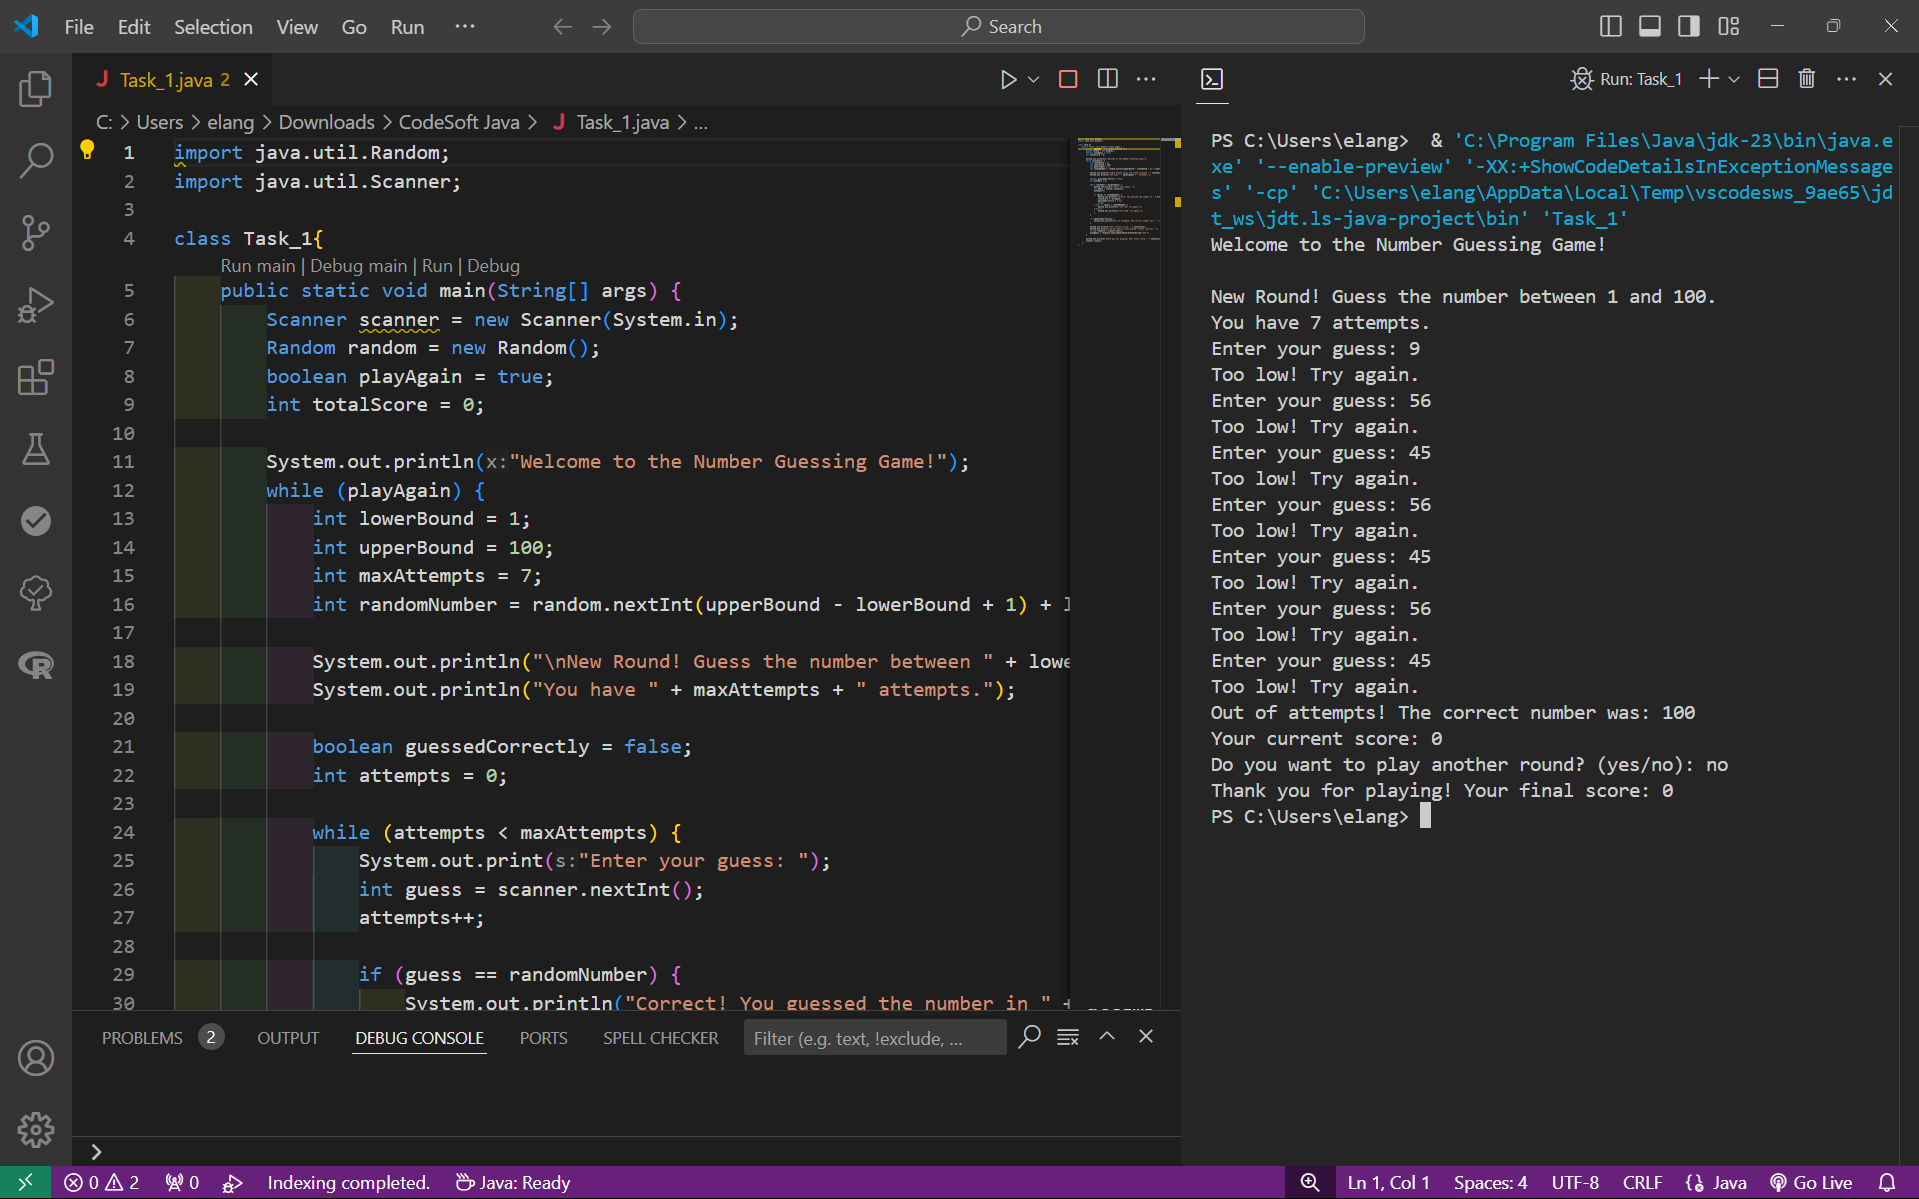 File Edit Selection View Go Run ··· Search
Task_1.java 2
C: > Users > elang > Downloads > CodeSoft Java > Task_1.java > ...
1 import java.util.Random;
2 import java.util.Scanner;
3
4 class Task_1{
Run main | Debug main | Run | Debug
5 public static void main(String[] args) {
6 Scanner scanner = new Scanner(System.in);
7 Random random = new Random();
8 boolean playAgain = true;
9 int totalScore = 0;
10
11 System.out.println(x:"Welcome to the Number Guessing Game!");
12 while (playAgain) {
13 int lowerBound = 1;
14 int upperBound = 100;
15 int maxAttempts = 7;
16 int randomNumber = random.nextInt(upperBound - lowerBound + 1) + l
17
18 System.out.println("\nNew Round! Guess the number between " + lowe
19 System.out.println("You have " + maxAttempts + " attempts.");
20
21 boolean guessedCorrectly = false;
22 int attempts = 0;
23
24 while (attempts < maxAttempts) {
25 System.out.print(s:"Enter your guess: ");
26 int guess = scanner.nextInt();
27 attempts++;
28
29 if (guess == randomNumber) {
30 System.out.println("Correct! You guessed the number in " +
PROBLEMS 2 OUTPUT DEBUG CONSOLE PORTS SPELL CHECKER Filter (e.g. text, !exclude, ...
Run: Task_1
PS C:\Users\elang> & 'C:\Program Files\Java\jdk-23\bin\java.e
xe' '--enable-preview' '-XX:+ShowCodeDetailsInExceptionMessage
s' '-cp' 'C:\Users\elang\AppData\Local\Temp\vscodesws_9ae65\jd
t_ws\jdt.ls-java-project\bin' 'Task_1'
Welcome to the Number Guessing Game!
New Round! Guess the number between 1 and 100.
You have 7 attempts.
Enter your guess: 9
Too low! Try again.
Enter your guess: 56
Too low! Try again.
Enter your guess: 45
Too low! Try again.
Enter your guess: 56
Too low! Try again.
Enter your guess: 45
Too low! Try again.
Enter your guess: 56
Too low! Try again.
Enter your guess: 45
Too low! Try again.
Out of attempts! The correct number was: 100
Your current score: 0
Do you want to play another round? (yes/no): no
Thank you for playing! Your final score: 0
PS C:\Users\elang>
0 2 0 Indexing completed. Java: Ready Ln 1, Col 1 Spaces: 4 UTF-8 CRLF {} Java Go Live